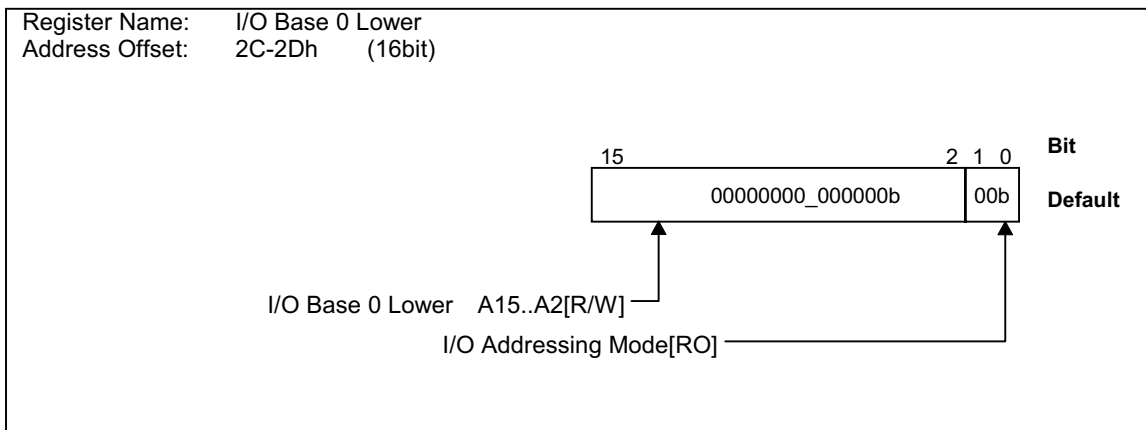 Register Name: I/O Base 0 Lower
Address Offset: 2C-2Dh (16bit)
15 2 1 0 Bit
00000000_000000b 00b Default
I/O Base 0 Lower A15..A2[R/W]
I/O Addressing Mode[RO]